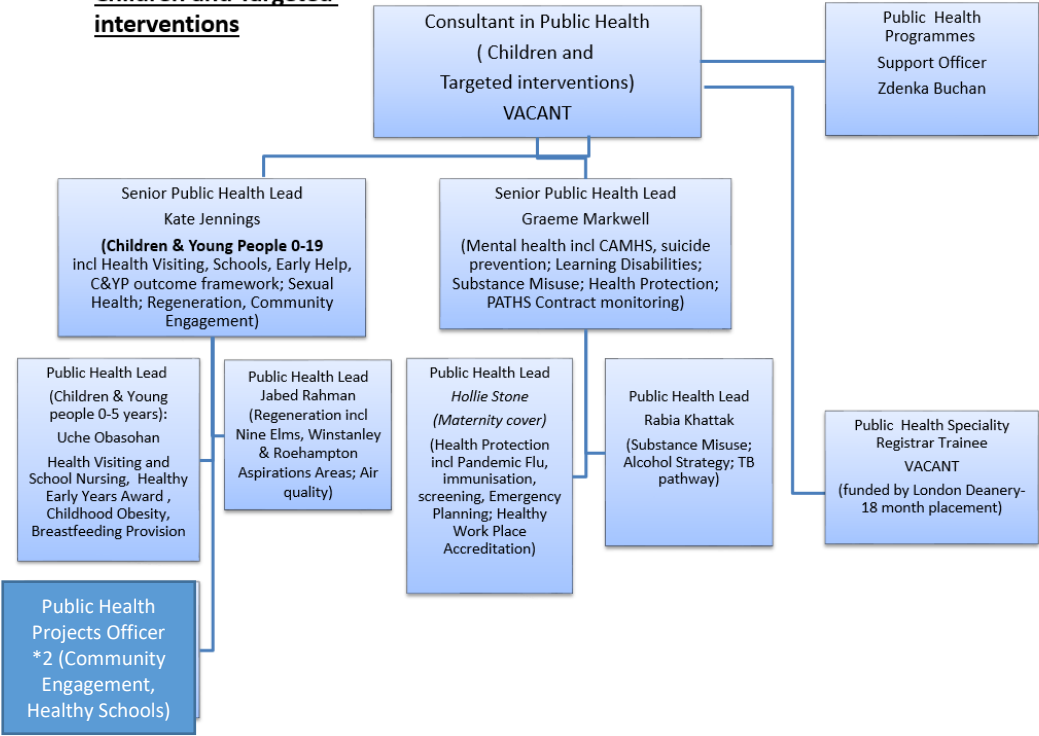 Children and Targeted
interventions
Consultant in Public Health
( Children and
Targeted interventions)
VACANT
Public Health
Programmes
Support Officer
Zdenka Buchan
Senior Public Health Lead
Kate Jennings
(Children & Young People 0-19
incl Health Visiting, Schools, Early Help,
C&YP outcome framework; Sexual
Health; Regeneration, Community
Engagement)
Senior Public Health Lead
Graeme Markwell
(Mental health incl CAMHS, suicide
prevention; Learning Disabilities;
Substance Misuse; Health Protection;
PATHS Contract monitoring)
Public Health Lead
(Children & Young
people 0-5 years):
Uche Obasohan
Health Visiting and
School Nursing, Healthy
Early Years Award ,
Childhood Obesity,
Breastfeeding Provision
Public Health Lead
Jabed Rahman
(Regeneration incl
Nine Elms, Winstanley
& Roehampton
Aspirations Areas; Air
quality)
Public Health Lead
Hollie Stone
(Maternity cover)
(Health Protection
incl Pandemic Flu,
immunisation,
screening, Emergency
Planning; Healthy
Work Place
Accreditation)
Public Health Lead
Rabia Khattak
(Substance Misuse;
Alcohol Strategy; TB
pathway)
Public Health Speciality
Registrar Trainee
VACANT
(funded by London Deanery-
18 month placement)
Public Health
Projects Officer
*2 (Community
Engagement,
Healthy Schools)